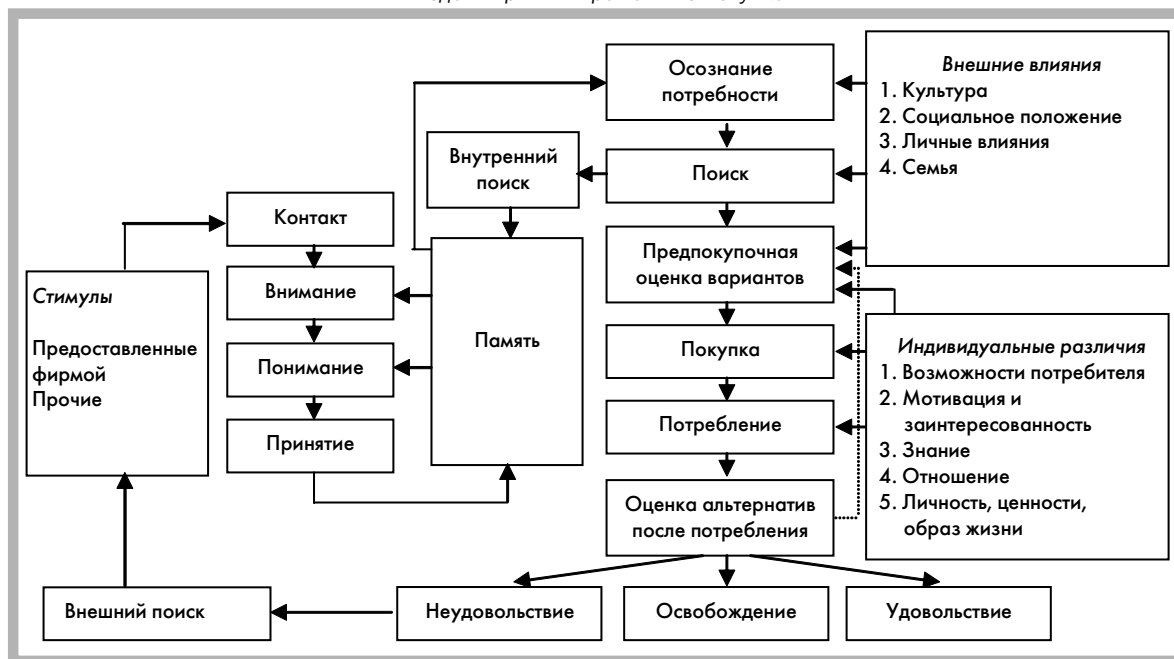 Осознание
потребности
Внешние влияния
1. Культура
2. Социальное положение
3. Личные влияния
4. Семья
Внутренний
поиск
Поиск
Контакт
Предпокупочная
оценка вариантов
Стимулы
Предоставленные
фирмой
Прочие
Внимание
Память
Понимание
Принятие
Покупка
Потребление
Оценка альтернатив
после потребления
Индивидуальные различия
1. Возможности потребителя
2. Мотивация и
заинтересованность
3. Знание
4. Отношение
5. Личность, ценности,
образ жизни
Внешний поиск
Неудовольствие
Освобождение
Удовольствие